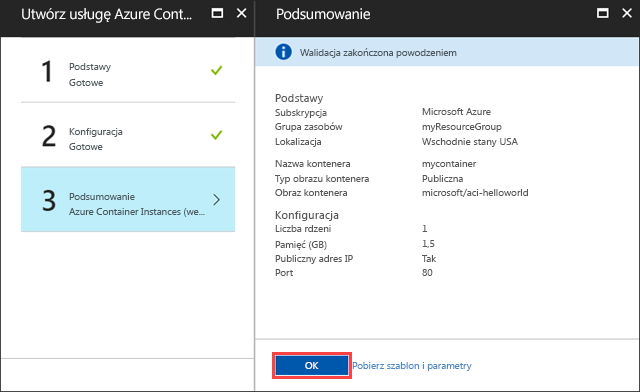 Utwórz usługę Azure Cont...
1
Podstawy
Gotowe
2
Konfiguracja
Gotowe
3
Podsumowanie
Azure Container Instances (we...
Podsumowanie
Walidacja zakończona powodzeniem
Podstawy
Subskrypcja Microsoft Azure
Grupa zasobów myResourceGroup
Lokalizacja Wschodnie stany USA
Nazwa kontenera mycontainer
Typ obrazu kontenera Publiczna
Obraz kontenera microsoft/aci-helloworld
Konfiguracja
Liczba rdzeni 1
Pamięć (GB) 1,5
Publiczny adres IP Tak
Port 80
OK Pobierz szablon i parametry